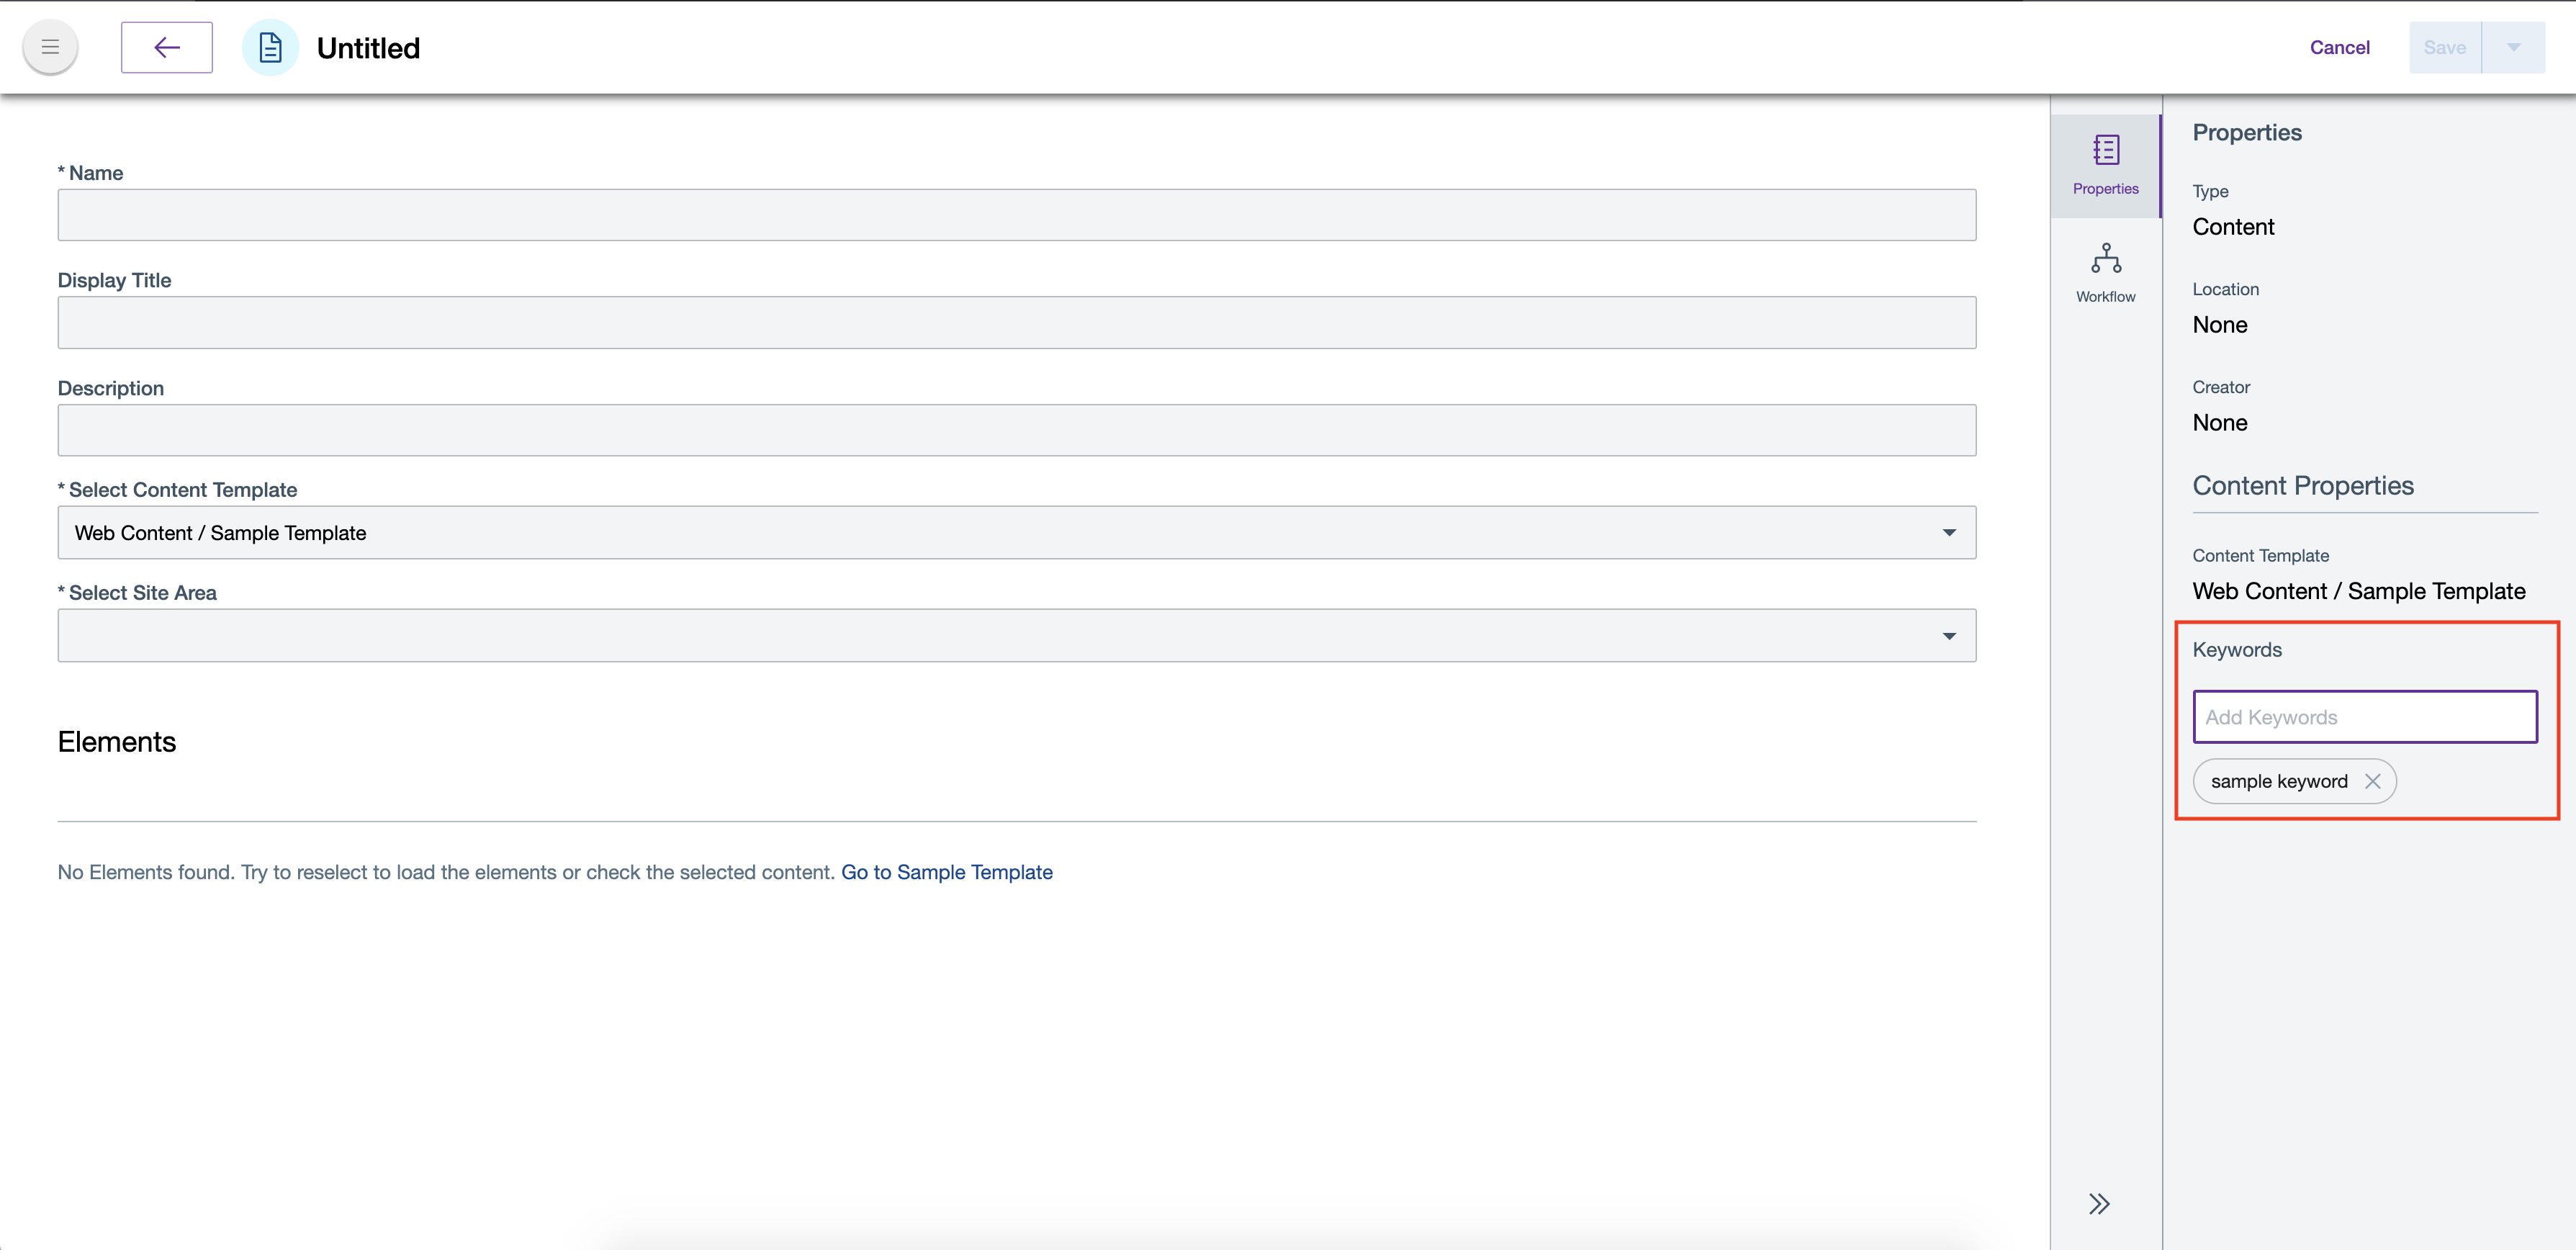 Untitled
Cancel
Save
* Name
Display Title
Description
* Select Content Template
Web Content / Sample Template
* Select Site Area
Elements
No Elements found. Try to reselect to load the elements or check the selected content. Go to Sample Template
Properties
Workflow
Properties
Type
Content
Location
None
Creator
None
Content Properties
Content Template
Web Content / Sample Template
Keywords
Add Keywords
sample keyword